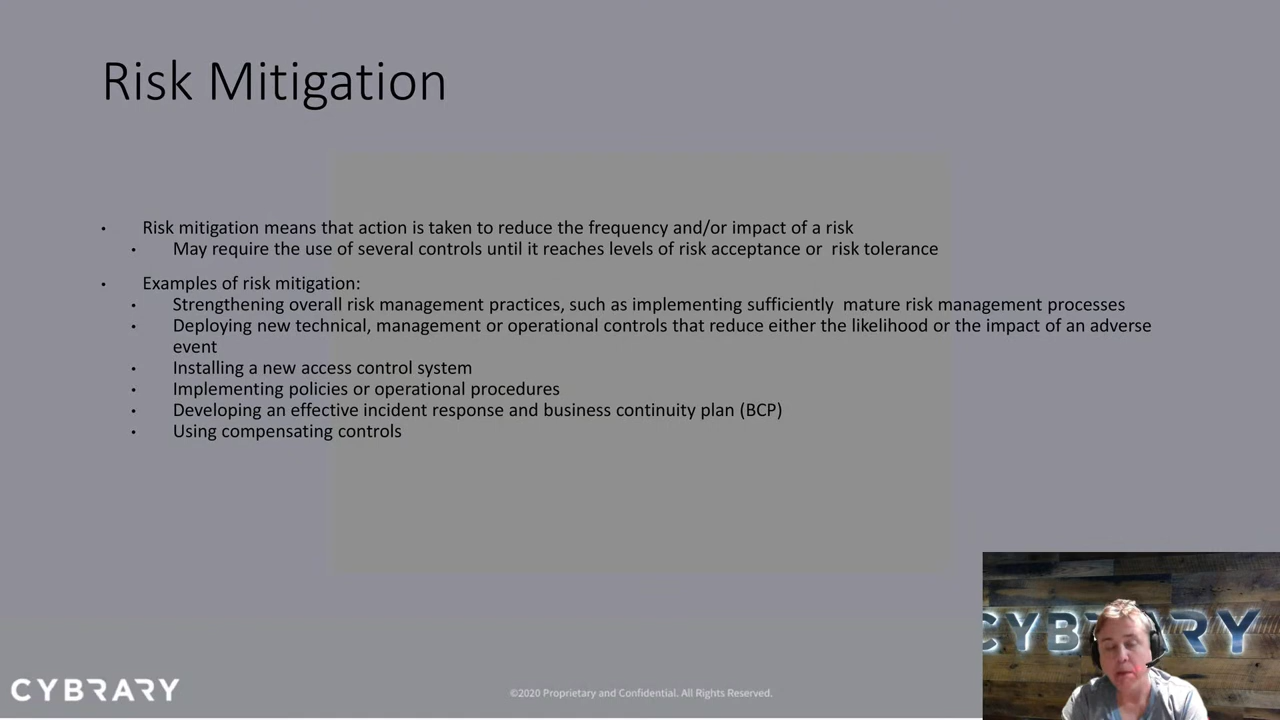 Risk Mitigation
• Risk mitigation means that action is taken to reduce the frequency and/or impact of a risk
• May require the use of several controls until it reaches levels of risk acceptance or  risk tolerance
• Examples of risk mitigation:
• Strengthening overall risk management practices, such as implementing sufficiently  mature risk management processes
• Deploying new technical, management or operational controls that reduce either the likelihood or the impact of an adverse
event
• Installing a new access control system
• Implementing policies or operational procedures
• Developing an effective incident response and business continuity plan (BCP)
• Using compensating controls
CYBRARY
CYBRARY
©2020 Proprietary and Confidential. All Rights Reserved.